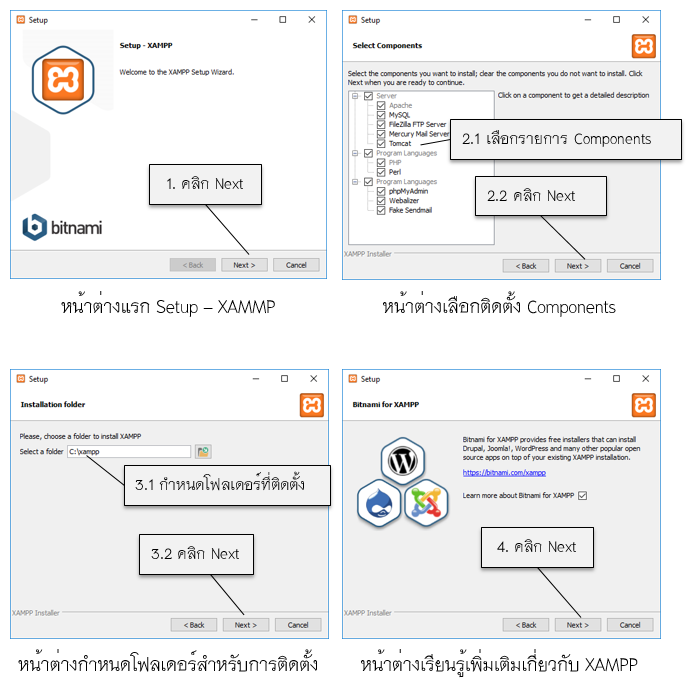 Setup
Setup - XAMPP
Welcome to the XAMPP Setup Wizard.
1. คลิก Next
bitnami
< Back
Next >
Cancel
หน้าต่างแรก Setup – XAMMP
Setup
Select Components
Select the components you want to install; clear the components you do not want to install. Click
Next when you are ready to continue.
Server
Apache
MySQL
FileZilla FTP Server
Mercury Mail Server
Tomcat
Program Languages
PHP
Perl
Program Languages
phpMyAdmin
Webalizer
Fake Sendmail
Click on a component to get a detailed description
2.1 เลือกรายการ Components
2.2 คลิก Next
XAMPP Installer
< Back
Next >
Cancel
หน้าต่างเลือกติดตั้ง Components
Setup
Installation folder
Please, choose a folder to install XAMPP
Select a folder
C:\xampp
3.1 กำหนดโฟลเดอร์ที่ติดตั้ง
3.2 คลิก Next
XAMPP Installer
< Back
Next >
Cancel
หน้าต่างกำหนดโฟลเดอร์สำหรับการติดตั้ง
Setup
Bitnami for XAMPP
Bitnami for XAMPP provides free installers that can install
Drupal, Joomla!, WordPress and many other popular open
source apps on top of your existing XAMPP installation.
https://bitnami.com/xampp
Learn more about Bitnami for XAMPP
4. คลิก Next
XAMPP Installer
< Back
Next >
Cancel
หน้าต่างเรียนรู้เพิ่มเติมเกี่ยวกับ XAMPP